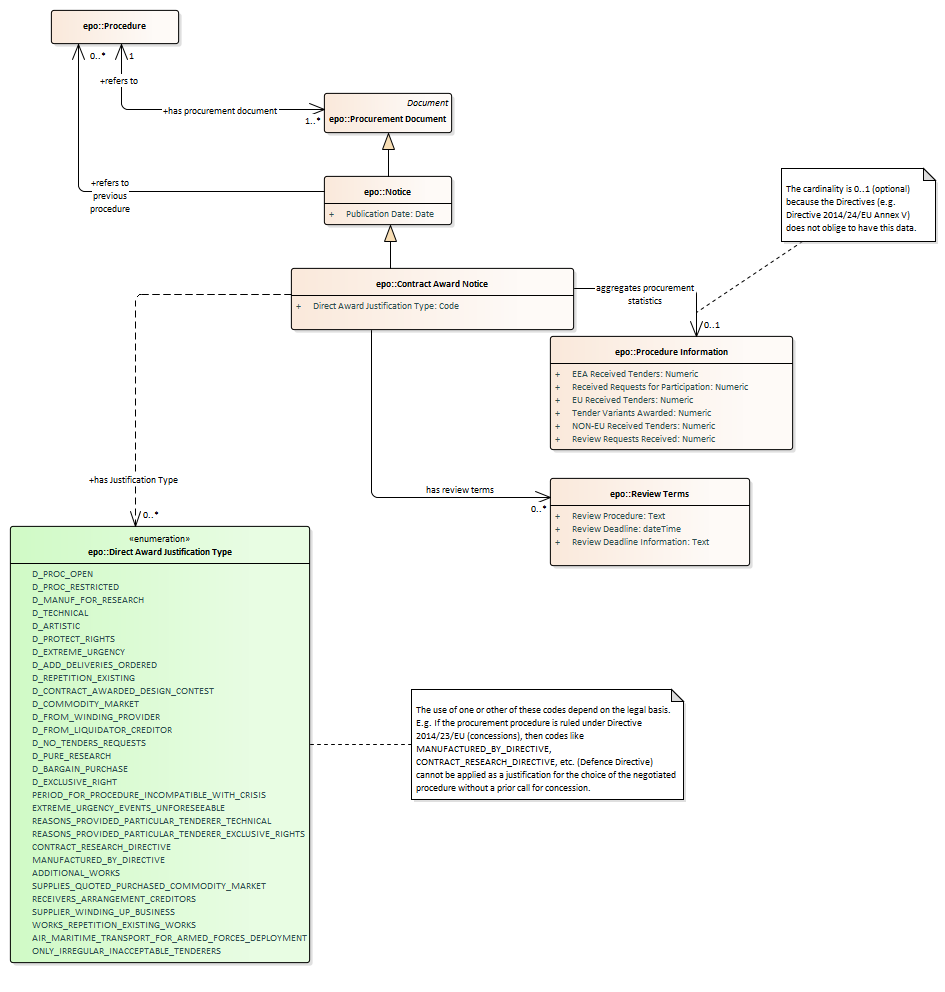 epo::Procedure
0..*
1
+refers to
+has procurement document
1..*
Document
epo::Procurement Document
+refers to
previous
procedure
epo::Notice
+ Publication Date: Date
The cardinality is 0..1 (optional)
because the Directives (e.g.
Directive 2014/24/EU Annex V)
does not oblige to have this data.
epo::Contract Award Notice
+ Direct Award Justification Type: Code
aggregates procurement
statistics
0..1
epo::Procedure Information
+ EEA Received Tenders: Numeric
+ Received Requests for Participation: Numeric
+ EU Received Tenders: Numeric
+ Tender Variants Awarded: Numeric
+ NON-EU Received Tenders: Numeric
+ Review Requests Received: Numeric
+has Justification Type
0..*
has review terms
0..*
epo::Review Terms
+ Review Procedure: Text
+ Review Deadline: dateTime
+ Review Deadline Information: Text
«enumeration»
epo::Direct Award Justification Type
D_PROC_OPEN
D_PROC_RESTRICTED
D_MANUF_FOR_RESEARCH
D_TECHNICAL
D_ARTISTIC
D_PROTECT_RIGHTS
D_EXTREME_URGENCY
D_ADD_DELIVERIES_ORDERED
D_REPETITION_EXISTING
D_CONTRACT_AWARDED_DESIGN_CONTEST
D_COMMODITY_MARKET
D_FROM_WINDING_PROVIDER
D_FROM_LIQUIDATOR_CREDITOR
D_NO_TENDERS_REQUESTS
D_PURE_RESEARCH
D_BARGAIN_PURCHASE
D_EXCLUSIVE_RIGHT
PERIOD_FOR_PROCEDURE_INCOMPATIBLE_WITH_CRISIS
EXTREME_URGENCY_EVENTS_UNFORESEEABLE
REASONS_PROVIDED_PARTICULAR_TENDERER_TECHNICAL
REASONS_PROVIDED_PARTICULAR_TENDERER_EXCLUSIVE_RIGHTS
CONTRACT_RESEARCH_DIRECTIVE
MANUFACTURED_BY_DIRECTIVE
ADDITIONAL_WORKS
SUPPLIES_QUOTED_PURCHASED_COMMODITY_MARKET
RECEIVERS_ARRANGEMENT_CREDITORS
SUPPLIER_WINDING_UP_BUSINESS
WORKS_REPETITION_EXISTING_WORKS
AIR_MARITIME_TRANSPORT_FOR_ARMED_FORCES_DEPLOYMENT
ONLY_IRREGULAR_INACCEPTABLE_TENDERERS
The use of one or other of these codes depend on the legal basis.
E.g. If the procurement procedure is ruled under Directive
2014/23/EU (concessions), then codes like
MANUFACTURED_BY_DIRECTIVE,
CONTRACT_RESEARCH_DIRECTIVE, etc. (Defence Directive)
cannot be applied as a justification for the choice of the negotiated
procedure without a prior call for concession.